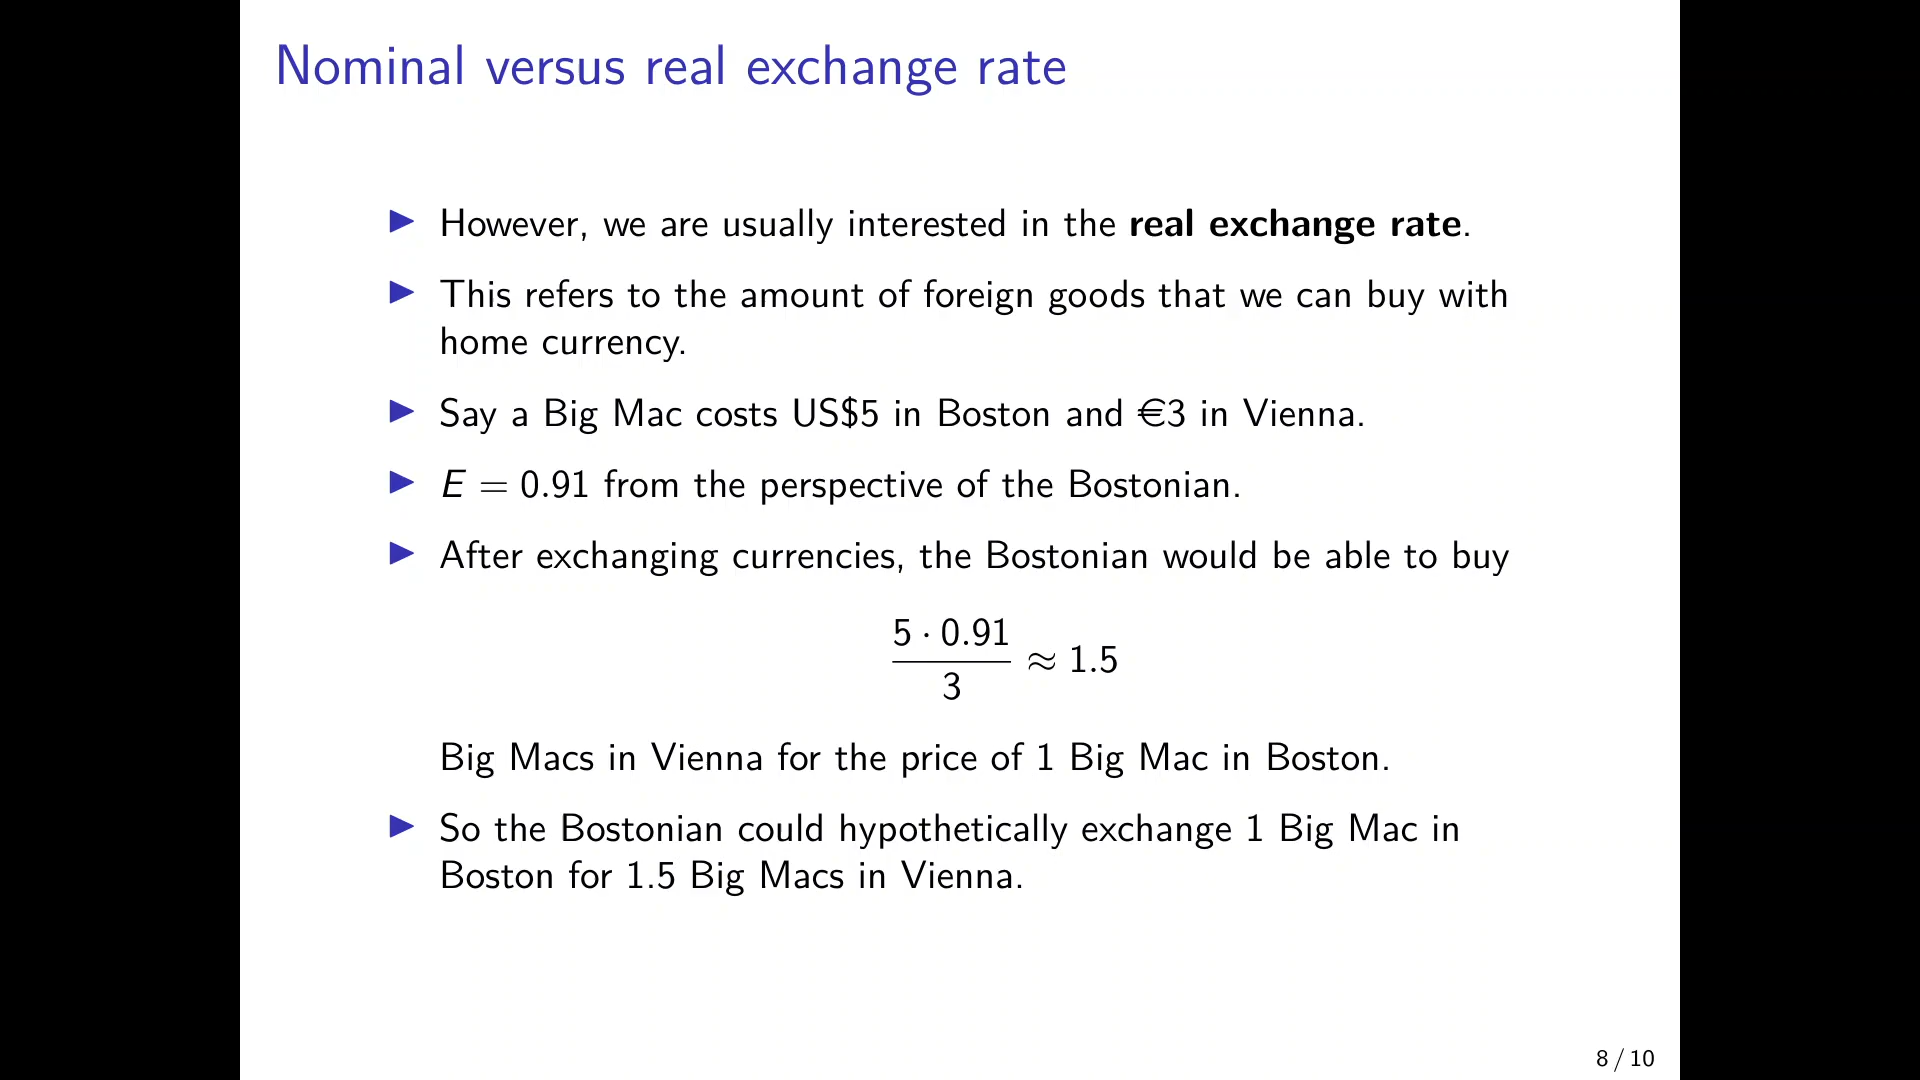 Nominal versus real exchange rate
▶ However, we are usually interested in the real exchange rate.
▶ This refers to the amount of foreign goods that we can buy with
home currency.
▶ Say a Big Mac costs US$5 in Boston and €3 in Vienna.
▶ E = 0.91 from the perspective of the Bostonian.
▶ After exchanging currencies, the Bostonian would be able to buy
5 · 0.91
≈ 1.5
3
Big Macs in Vienna for the price of 1 Big Mac in Boston.
▶ So the Bostonian could hypothetically exchange 1 Big Mac in
Boston for 1.5 Big Macs in Vienna.
8 / 10